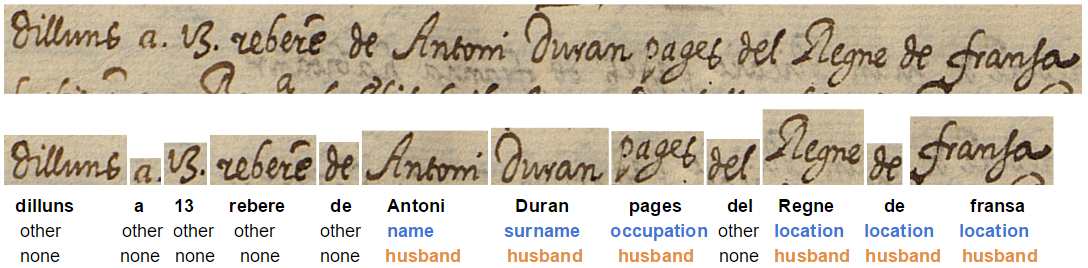 dilluns a. 13. reberē de Antoni Duran pages del Regne de fransa
dilluns a. 13. reberē de Antoni Duran pages del Regne de fransa
dilluns a 13 rebere de Antoni Duran pages del Regne de fransa
other other other other other name surname occupation other location location location
none none none none none husband husband husband none husband husband husband